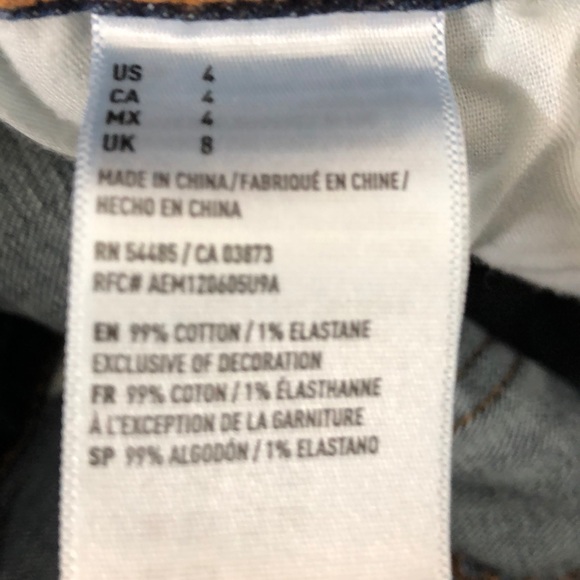 US 4
CA 4
MX 4
UK 8
MADE IN CHINA/FABRIQUÉ EN CHINE/
HECHO EN CHINA
RN 54485 / CA 03873
RFC# AEM120605U9A
EN 99% COTTON / 1% ELASTANE
EXCLUSIVE OF DECORATION
FR 99% COTON / 1% ÉLASTHANNE
À L'EXCEPTION DE LA GARNITURE
SP 99% ALGODÓN / 1% ELASTANO